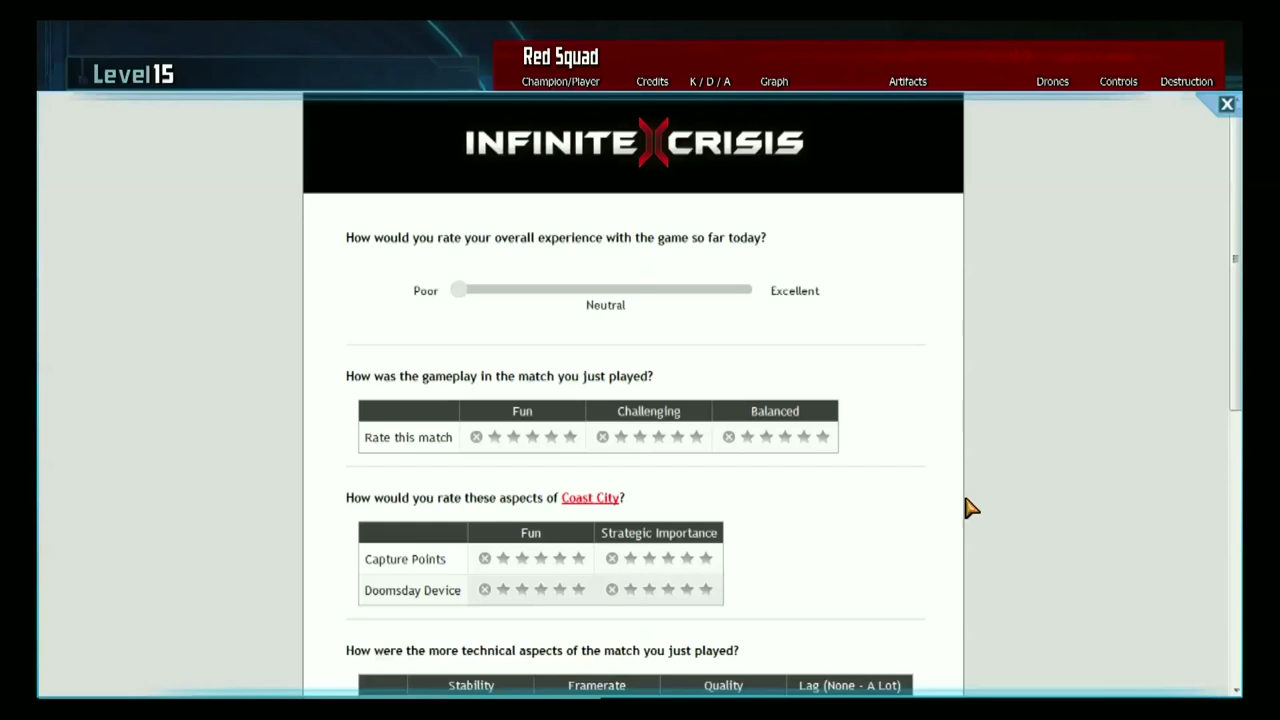 Level 15
Red Squad
Champion/Player Credits K / D / A Graph Artifacts Drones Controls Destruction
X
INFINITE CRISIS
How would you rate your overall experience with the game so far today?
Poor Excellent
Neutral
How was the gameplay in the match you just played?
Fun Challenging Balanced
Rate this match
How would you rate these aspects of Coast City?
Fun Strategic Importance
Capture Points
Doomsday Device
How were the more technical aspects of the match you just played?
Stability Framerate Quality Lag (None - A Lot)